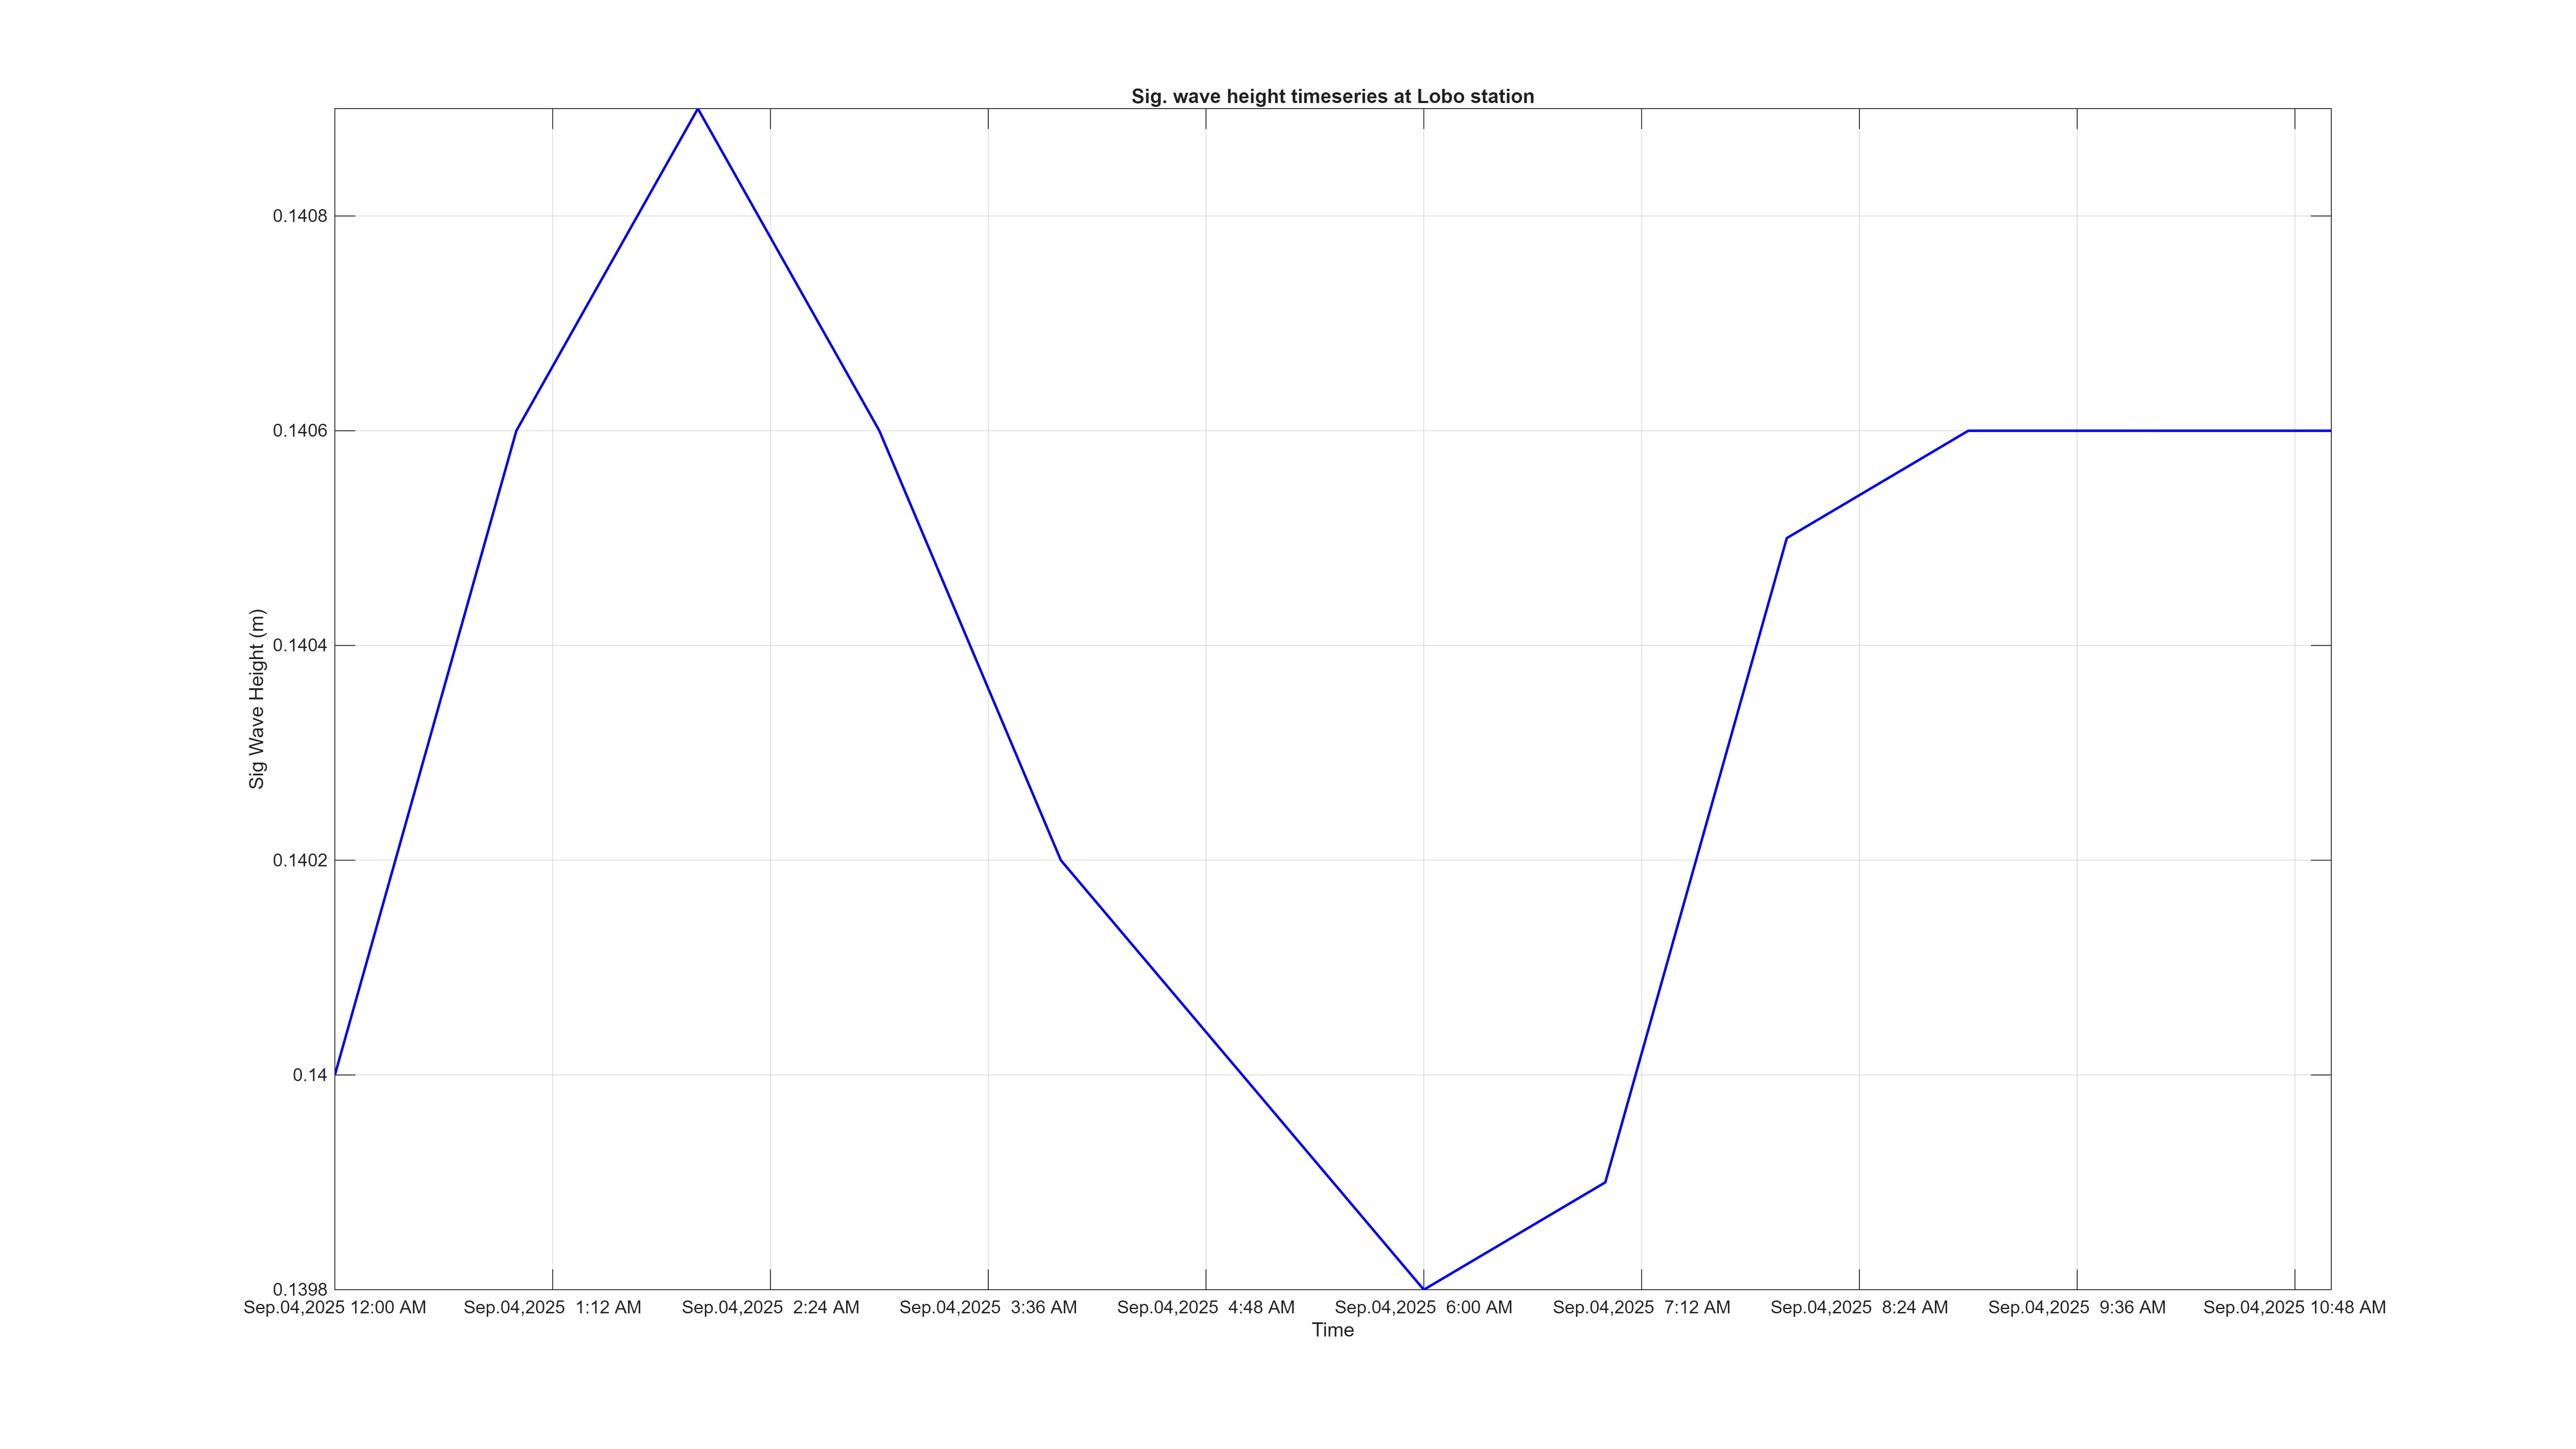 Sig. wave height timeseries at Lobo station
0.1408
0.1406
0.1404
0.1402
0.14
0.1398
Sig Wave Height (m)
Sep.04,2025 12:00 AM
Sep.04,2025  1:12 AM
Sep.04,2025  2:24 AM
Sep.04,2025  3:36 AM
Sep.04,2025  4:48 AM
Sep.04,2025  6:00 AM
Sep.04,2025  7:12 AM
Sep.04,2025  8:24 AM
Sep.04,2025  9:36 AM
Sep.04,2025 10:48 AM
Time